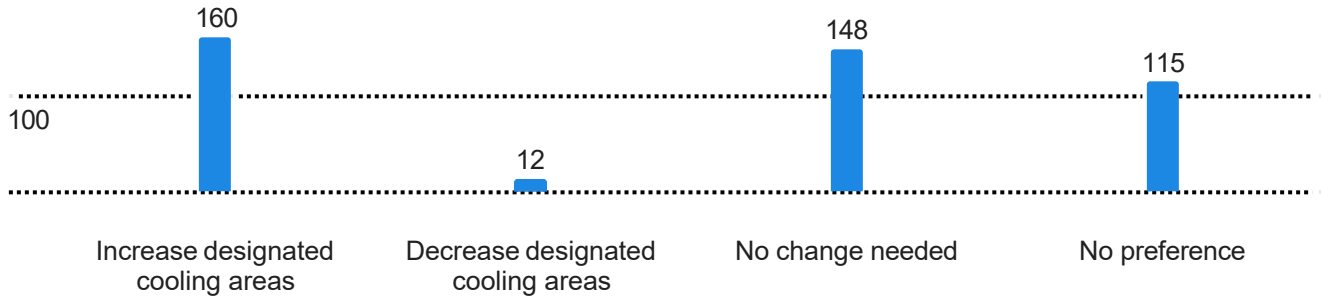 160
148
115
100
12
Increase designated
cooling areas
Decrease designated
cooling areas
No change needed
No preference